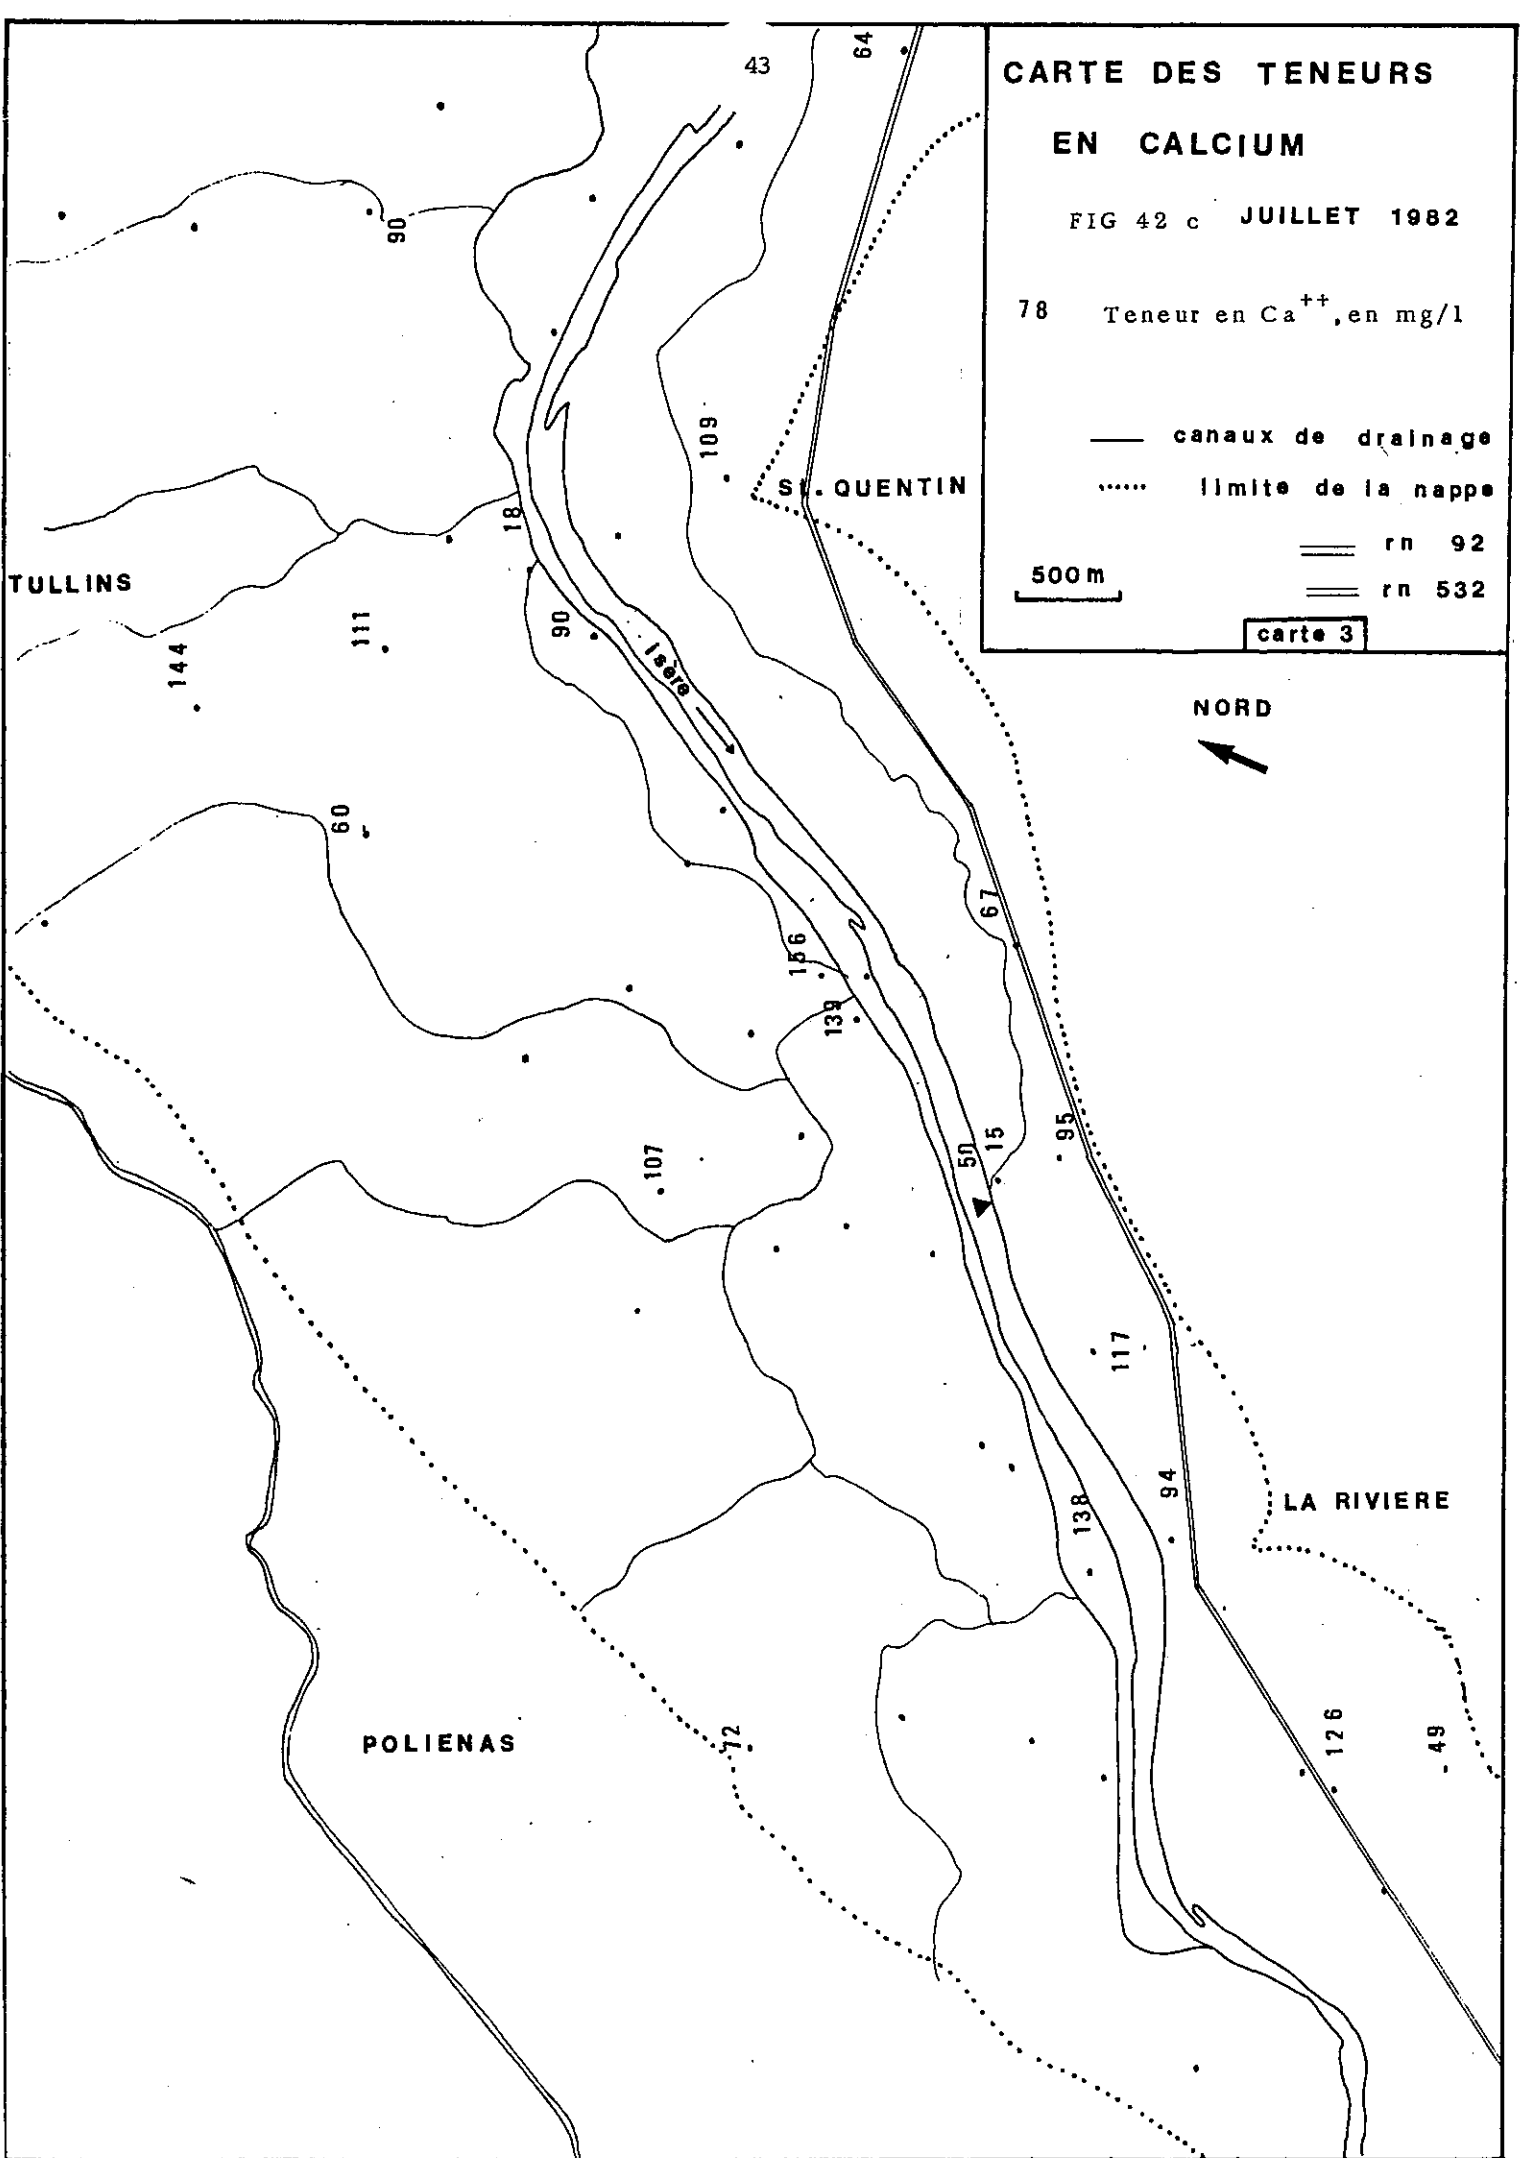 43
64
CARTE DES TENEURS
EN CALCIUM
FIG 42 c JUILLET 1982
78 Teneur en Ca++, en mg/l
canaux de drainage
limite de la nappe
rn 92
500m
rn 532
carte 3
NORD
90
109
St. QUENTIN
18
TULLINS
111
90
144
Isère
60
67
156
139
95
15
50
107
117
94
138
LA RIVIERE
POLIENAS
72
126
49